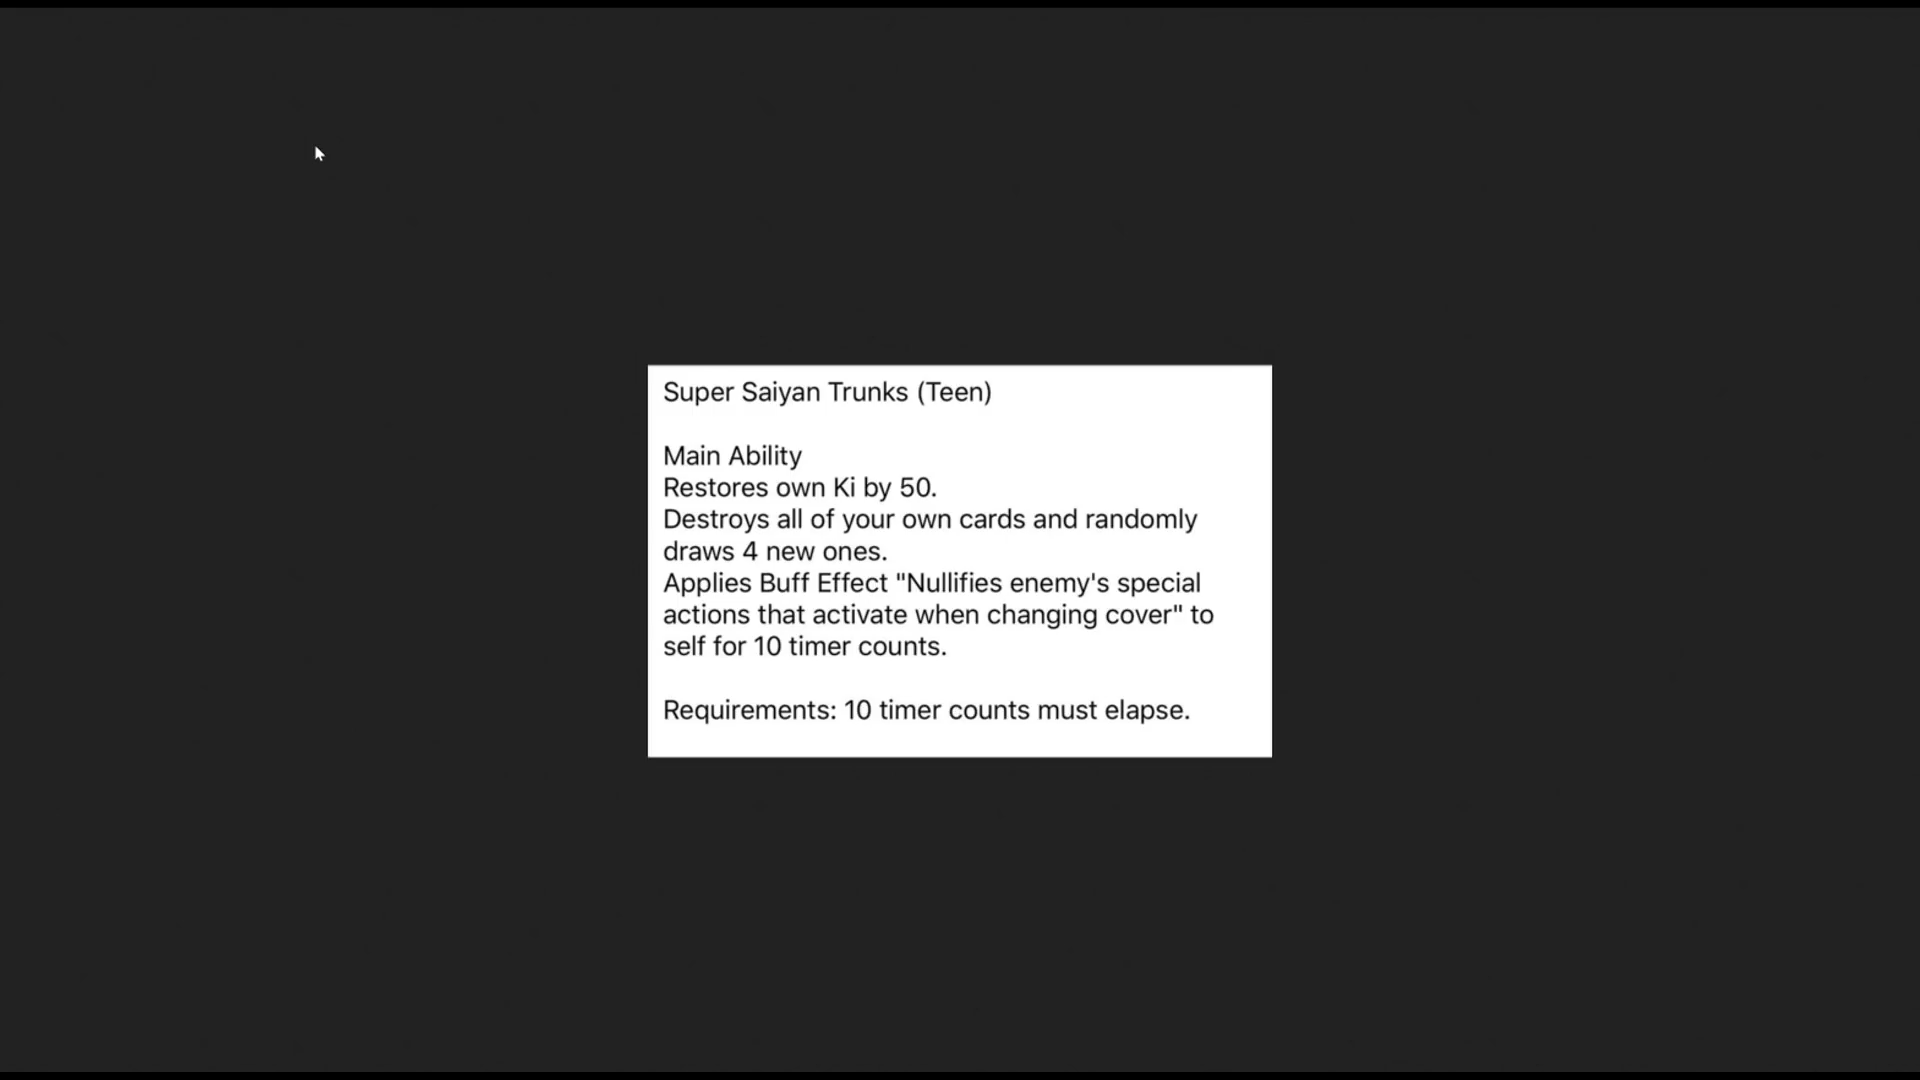 Super Saiyan Trunks (Teen)
Main Ability
Restores own Ki by 50.
Destroys all of your own cards and randomly
draws 4 new ones.
Applies Buff Effect "Nullifies enemy's special
actions that activate when changing cover" to
self for 10 timer counts.
Requirements: 10 timer counts must elapse.